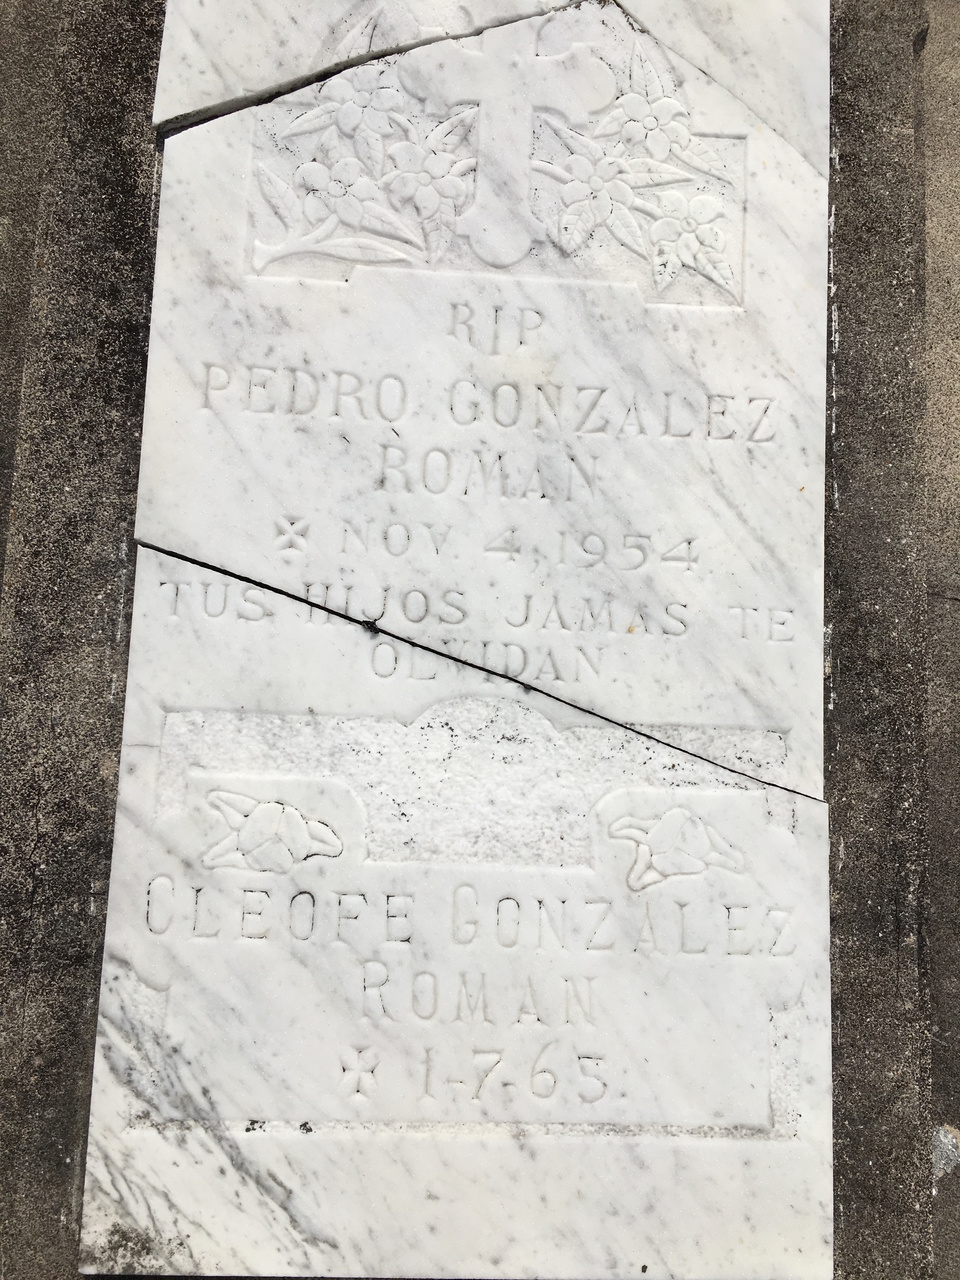 RIP
PEDRO GONZALEZ
ROMAN
✠ NOV. 4, 1954
TUS HIJOS JAMAS TE
OLVIDAN.
CLEOFE GONZALEZ
ROMAN
✠ 1-7-65